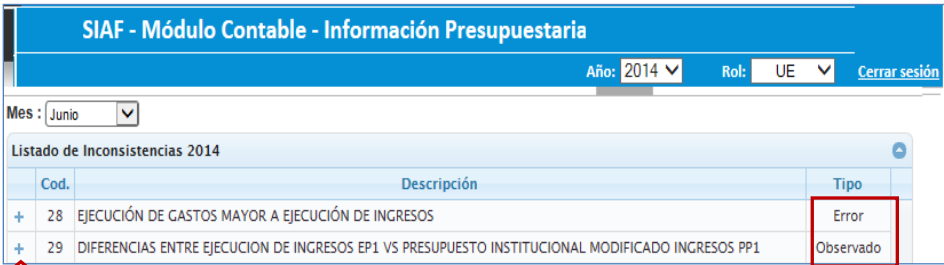 SIAF - Módulo Contable - Información Presupuestaria
Año: 2014 Rol: UE Cerrar sesión
Mes : Junio
Listado de Inconsistencias 2014
Cod. Descripción Tipo
+ 28 EJECUCIÓN DE GASTOS MAYOR A EJECUCIÓN DE INGRESOS Error
+ 29 DIFERENCIAS ENTRE EJECUCION DE INGRESOS EP1 VS PRESUPUESTO INSTITUCIONAL MODIFICADO INGRESOS PP1 Observado